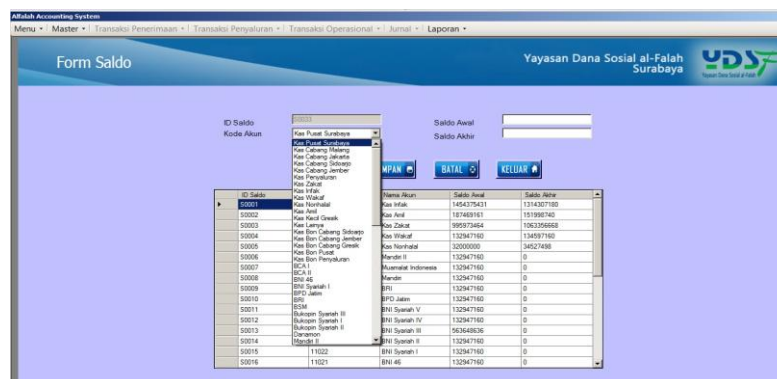 Alfalah Accounting System
Menu Master Transaksi Penerimaan Transaksi Penyaluran Transaksi Operasional Jurnal Laporan
Form Saldo
Yayasan Dana Sosial al-Falah
Surabaya
YDSF
Yayasan Dana Sosial al-Falah
ID Saldo S0033 Saldo Awal
Kode Akun Kas Pusat Surabaya Saldo Akhir
Kas Pusat Surabaya
Kas Cabang Malang
Kas Cabang Jakarta
Kas Cabang Sidoarjo
Kas Cabang Jember
Kas Penyaluran
Kas Zakat
Kas Infak
Kas Wakaf
Kas Nonhalal
Kas Amil
Kas Kecil Gresik
Kas Lainya
Kas Bon Cabang Sidoarjo
Kas Bon Cabang Jember
Kas Bon Cabang Gresik
Kas Bon Pusat
Kas Bon Penyaluran
BCA I
BCA II
BNI 46
BNI Syariah I
BPD Jatim
BRI
BSM
Bukopin Syariah III
Bukopin Syariah I
Bukopin Syariah II
Danamon
Mandiri II
MPAN BATAL KELUAR
ID Saldo Nama Akun Saldo Awal Saldo Akhir
S0001 Kas Infak 1454375431 1314307180
S0002 Kas Amil 187469161 151998740
S0003 Kas Zakat 995973464 1063356668
S0004 Kas Wakaf 132947160 134597160
S0005 Kas Nonhalal 32000000 34527498
S0006 Mandiri II 132947160 0
S0007 Muamalat Indonesia 132947160 0
S0008 Mandiri 132947160 0
S0009 BRI 132947160 0
S0010 BPD Jatim 132947160 0
S0011 BNI Syariah V 132947160 0
S0012 BNI Syariah IV 132947160 0
S0013 BNI Syariah III 563648636 0
S0014 BNI Syariah II 132947160 0
S0015 11022 BNI Syariah I 132947160 0
S0016 11021 BNI 46 132947160 0